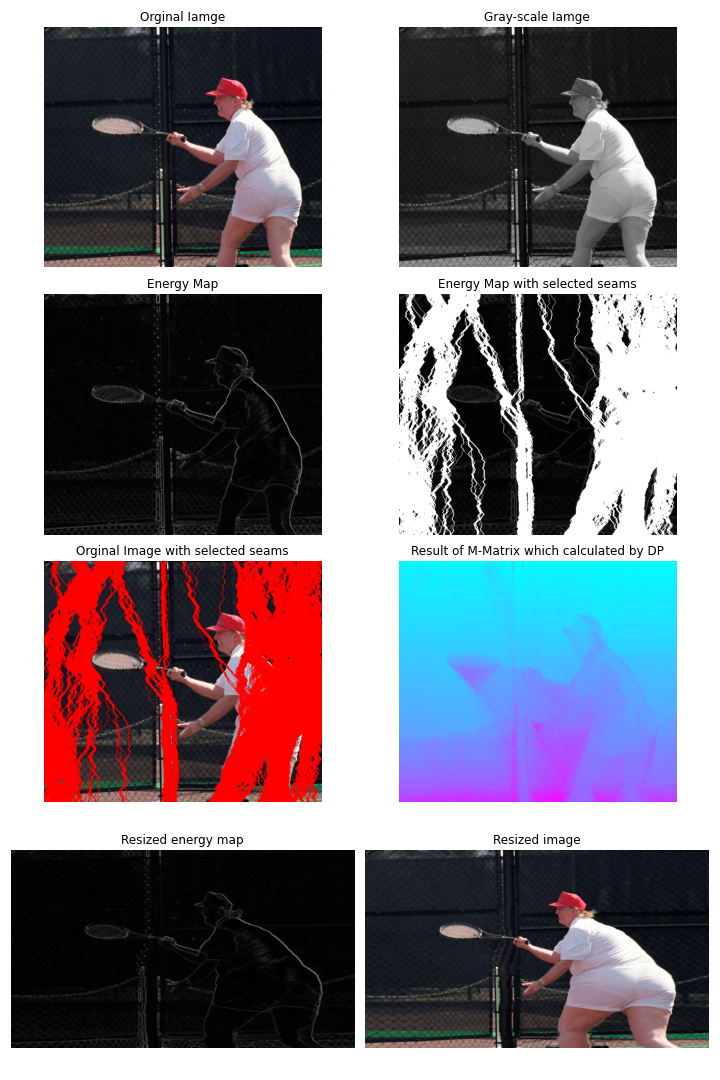 Orginal Iamge
Gray-scale Iamge
Energy Map
Energy Map with selected seams
Orginal Image with selected seams
Result of M-Matrix which calculated by DP
Resized energy map
Resized image